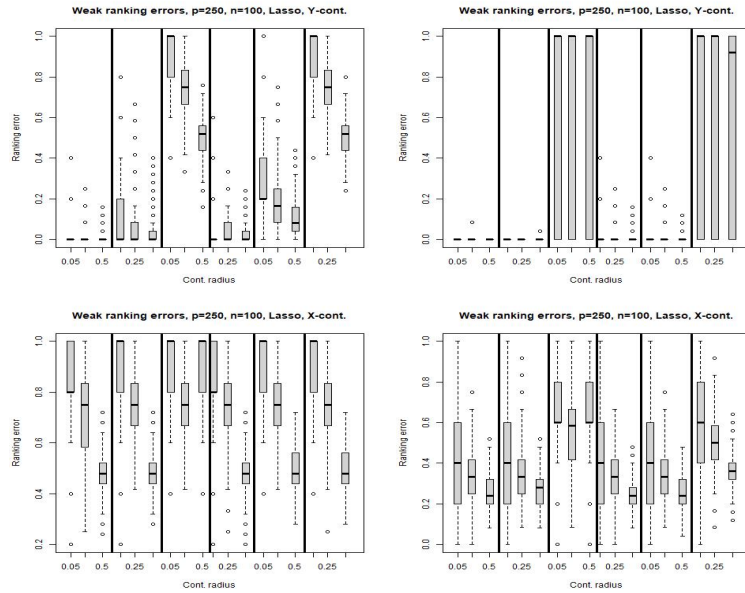 Weak ranking errors, p=250, n=100, Lasso, Y-cont.
Ranking error
1.0
0.8
0.6
0.4
0.2
0.0
0.05 0.25 0.5 0.05 0.25
Cont. radius
Weak ranking errors, p=250, n=100, Lasso, Y-cont.
Ranking error
1.0
0.8
0.6
0.4
0.2
0.0
0.05 0.25 0.5 0.05 0.25
Cont. radius
Weak ranking errors, p=250, n=100, Lasso, X-cont.
Ranking error
1.0
0.8
0.6
0.4
0.2
0.05 0.25 0.05 0.5 0.25 0.05 0.5 0.25
Cont. radius
Weak ranking errors, p=250, n=100, Lasso, X-cont.
Ranking error
1.0
0.8
0.6
0.4
0.2
0.0
0.05 0.5 0.25 0.05 0.5 0.25 0.05 0.5 0.25
Cont. radius